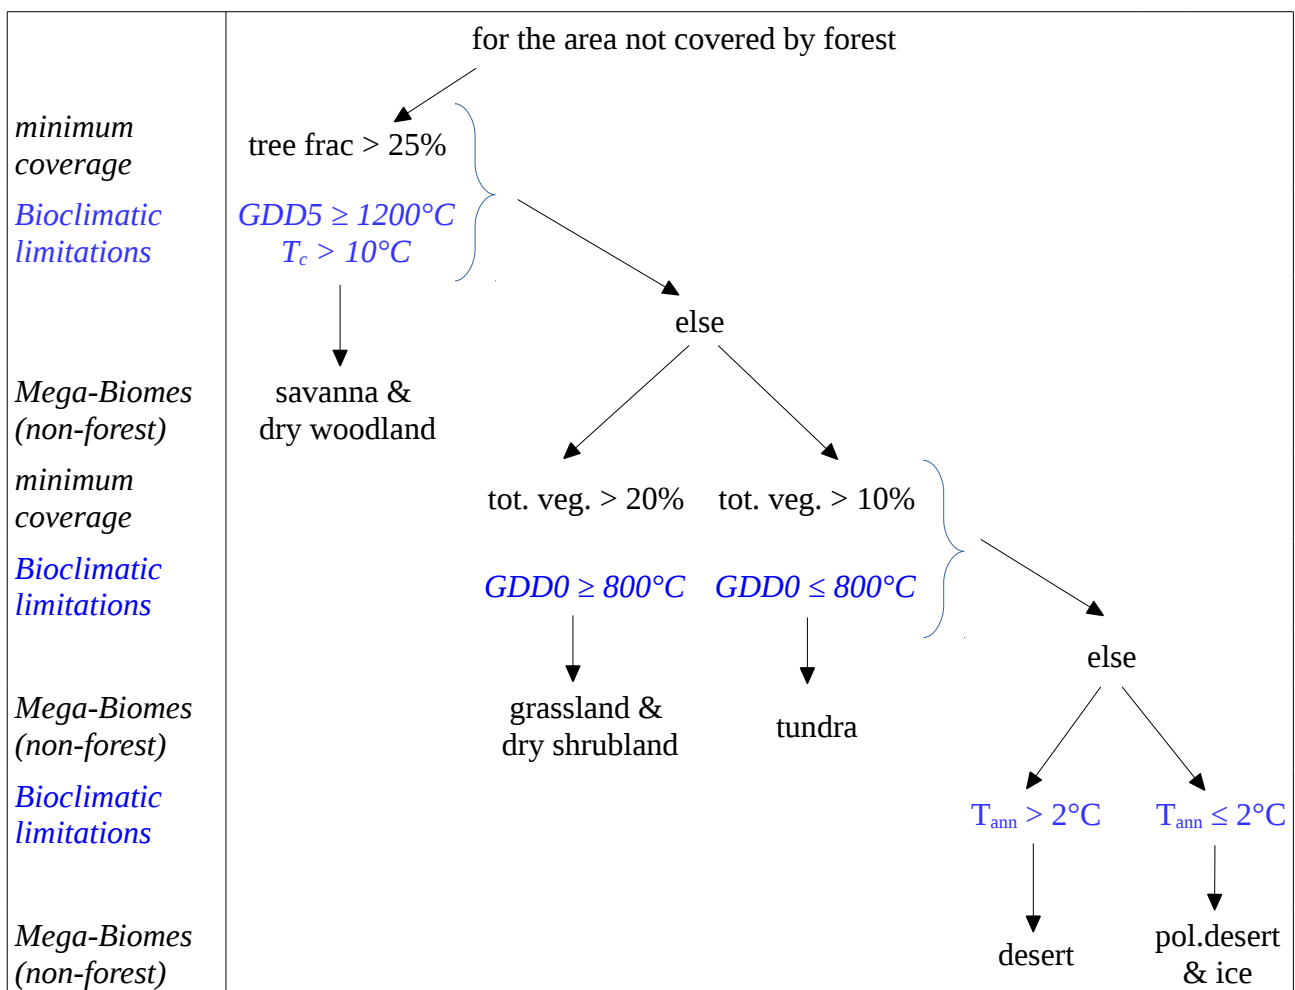 for the area not covered by forest
minimum
coverage
tree frac > 25%
Bioclimatic
limitations
GDD5 ≥ 1200°C
Tc > 10°C
else
Mega-Biomes
(non-forest)
savanna &
dry woodland
minimum
coverage
tot. veg. > 20%
tot. veg. > 10%
Bioclimatic
limitations
GDD0 ≥ 800°C
GDD0 ≤ 800°C
else
Mega-Biomes
(non-forest)
grassland &
dry shrubland
tundra
Bioclimatic
limitations
Tann > 2°C
Tann ≤ 2°C
Mega-Biomes
(non-forest)
desert
pol.desert
& ice